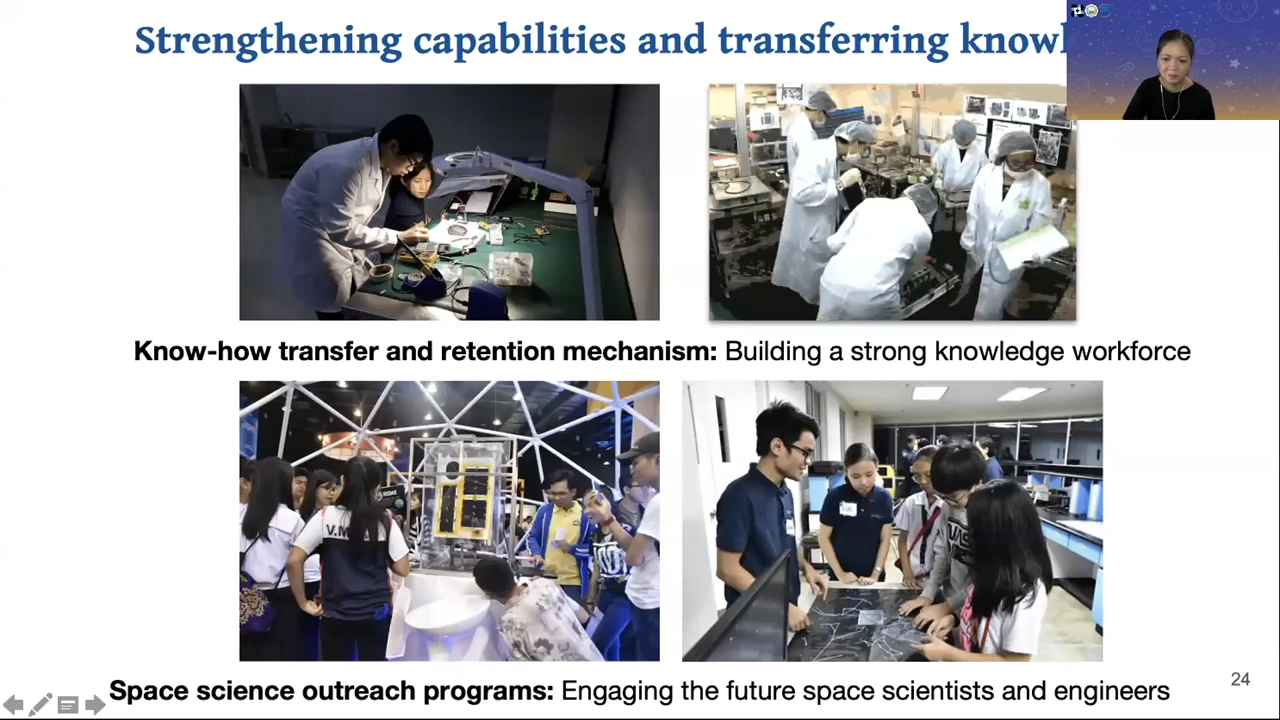 Strengthening capabilities and transferring
Know-how transfer and retention mechanism: Building a strong knowledge workforce
Space science outreach programs: Engaging the future space scientists and engineers
24